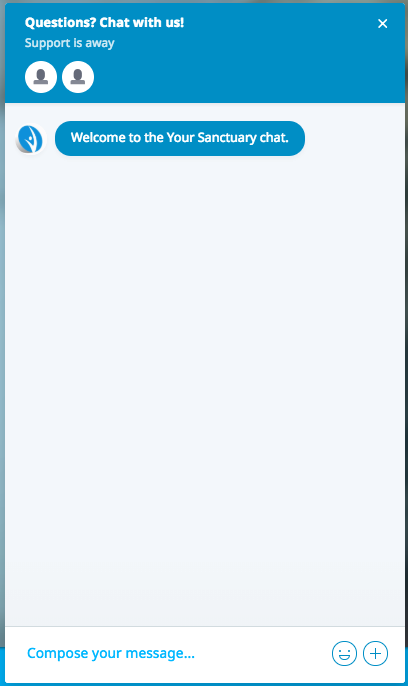 Questions? Chat with us!
Support is away
Welcome to the Your Sanctuary chat.
Compose your message...